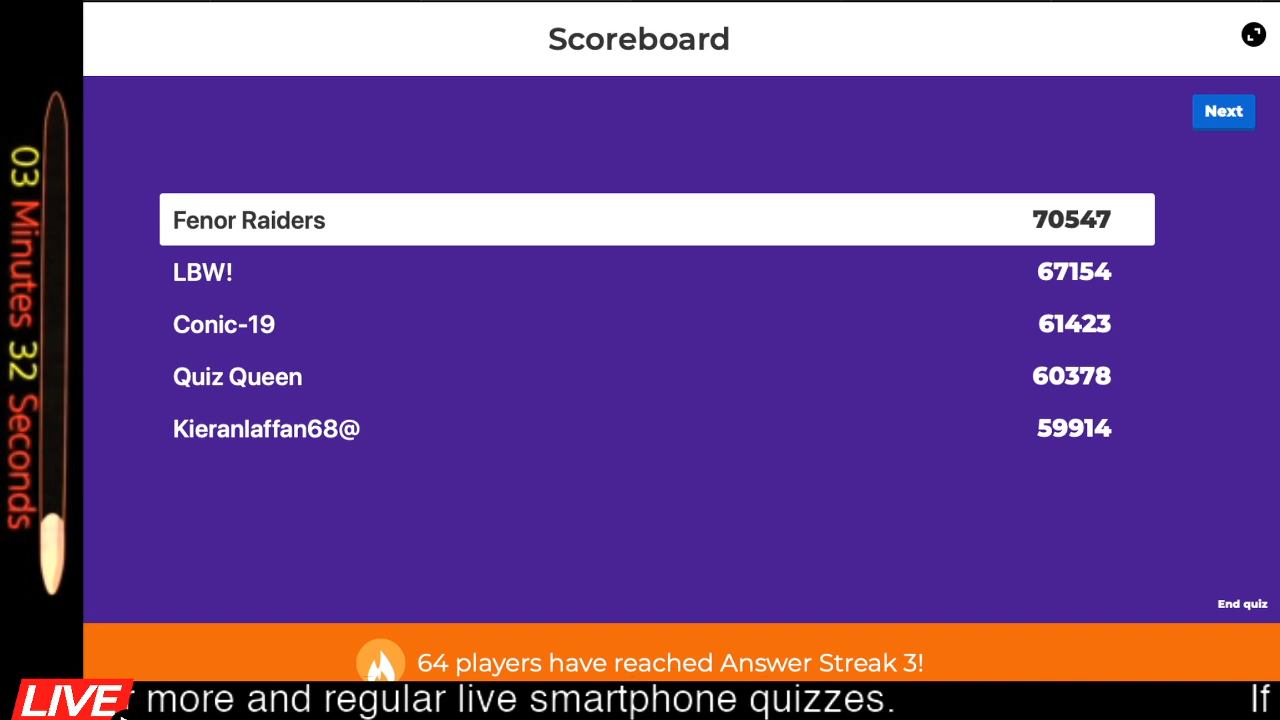 Scoreboard
Next
Fenor Raiders 70547
LBW! 67154
Conic-19 61423
Quiz Queen 60378
Kieranlaffan68@ 59914
End quiz
64 players have reached Answer Streak 3!
03 Minutes 32 Seconds
LIVE more and regular live smartphone quizzes. If